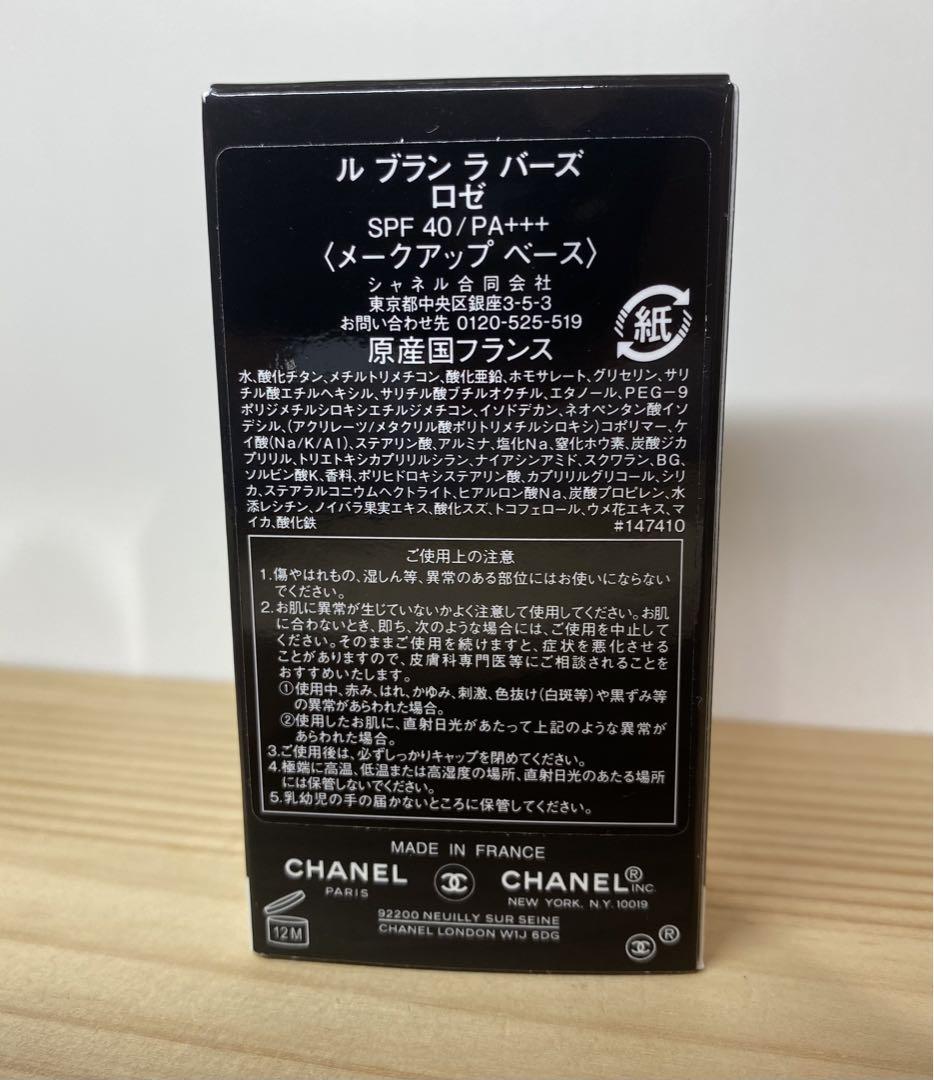 ル ブラン ラ バーズ
ロゼ
SPF 40/PA+++
〈メークアップ ベース〉
シャネル合同会社
東京都中央区銀座3-5-3
お問い合わせ先 0120-525-519
紙
原産国フランス
水、酸化チタン、メチルトリメチコン、酸化亜鉛、ホモサレート、グリセリン、サリ
チル酸エチルヘキシル、サリチル酸ブチルオクチル、エタノール、PEG-9
ポリジメチルシロキシエチルジメチコン、イソドデカン、ネオペンタン酸イソ
デシル、(アクリレーツ/メタクリル酸ポリトリメチルシロキシ)コポリマー、ケ
イ酸(Na/K/Al)、ステアリン酸、アルミナ、塩化Na、窒化ホウ素、炭酸ジカ
プリリル、トリエトキシカプリリルシラン、ナイアシンアミド、スクワラン、BG、
ソルビン酸K、香料、ポリヒドロキシステアリン酸、カプリリルグリコール、シリ
カ、ステアラルコニウムヘクトライト、ヒアルロン酸Na、炭酸プロピレン、水
添レシチン、ノイバラ果実エキス、酸化スズ、トコフェロール、ウメ花エキス、マ
イカ、酸化鉄 #147410
ご使用上の注意
1.傷やはれもの、湿しん等、異常のある部位にはお使いにならない
でください。
2.お肌に異常が生じていないかよく注意して使用してください。お肌
に合わないとき、即ち、次のような場合には、ご使用を中止して
ください。そのままご使用を続けますと、症状を悪化させる
ことがありますので、皮膚科専門医等にご相談されることを
おすすめいたします。
①使用中、赤み、はれ、かゆみ、刺激、色抜け(白斑等)や黒ずみ等
の異常があらわれた場合。
②使用したお肌に、直射日光があたって上記のような異常が
あらわれた場合。
3.ご使用後は、必ずしっかりキャップを閉めてください。
4.極端に高温、低温または高湿度の場所、直射日光のあたる場所
には保管しないでください。
5.乳幼児の手の届かないところに保管してください。
MADE IN FRANCE
CHANEL
PARIS
CHANEL® INC.
NEW YORK, N.Y. 10019
92200 NEUILLY SUR SEINE
CHANEL LONDON W1J 6DG
12M
®